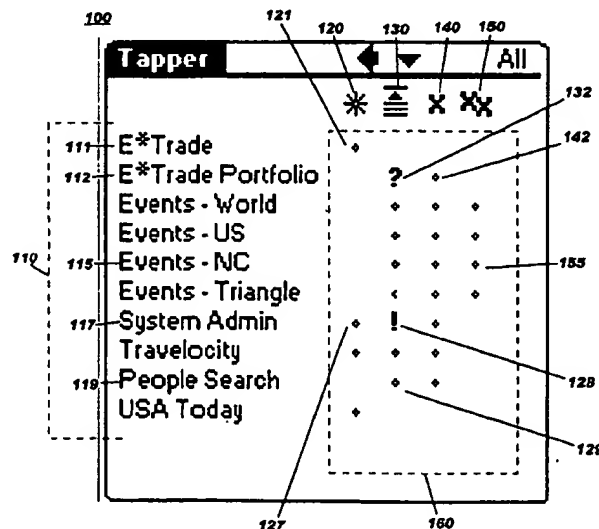 121 120 130 140 150
100
Tapper All
132
142
111 E*Trade
112 E*Trade Portfolio ?
Events - World
Events - US
110 115 Events - NC 155
Events - Triangle
117 System Admin ! 128
Travelocity
119 People Search
USA Today
129
127 160